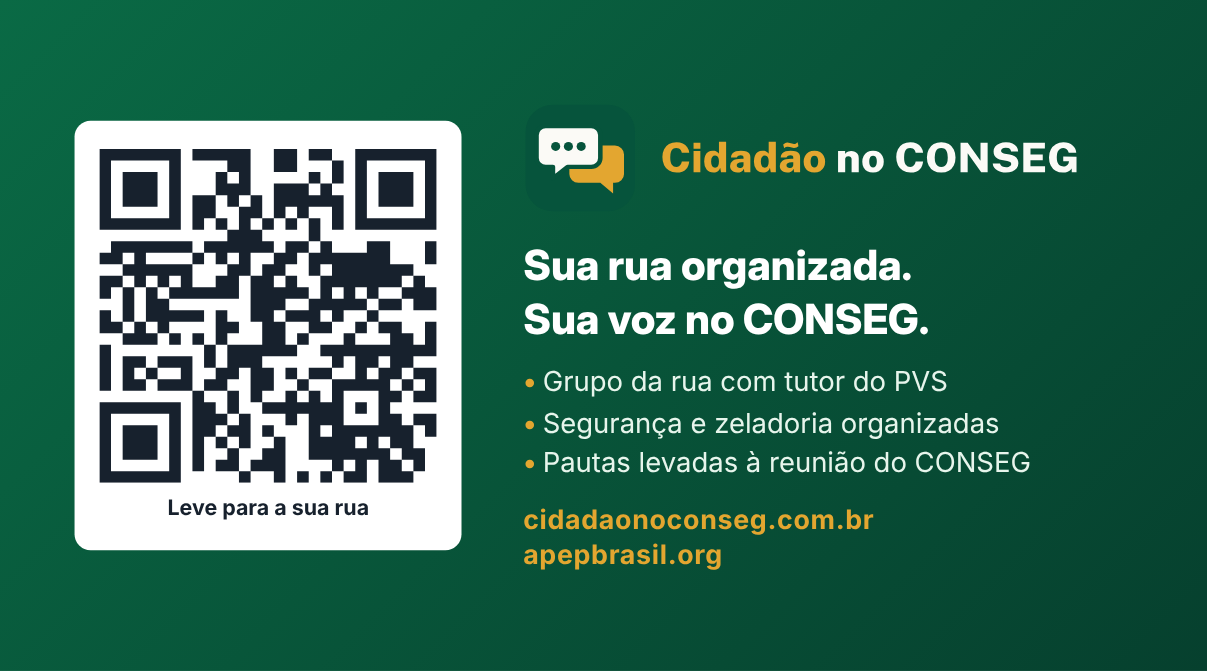 Cidadão no CONSEG
Sua rua organizada.
Sua voz no CONSEG.
• Grupo da rua com tutor do PVS
• Segurança e zeladoria organizadas
• Pautas levadas à reunião do CONSEG
cidadaonoconseg.com.br
apepbrasil.org
Leve para a sua rua